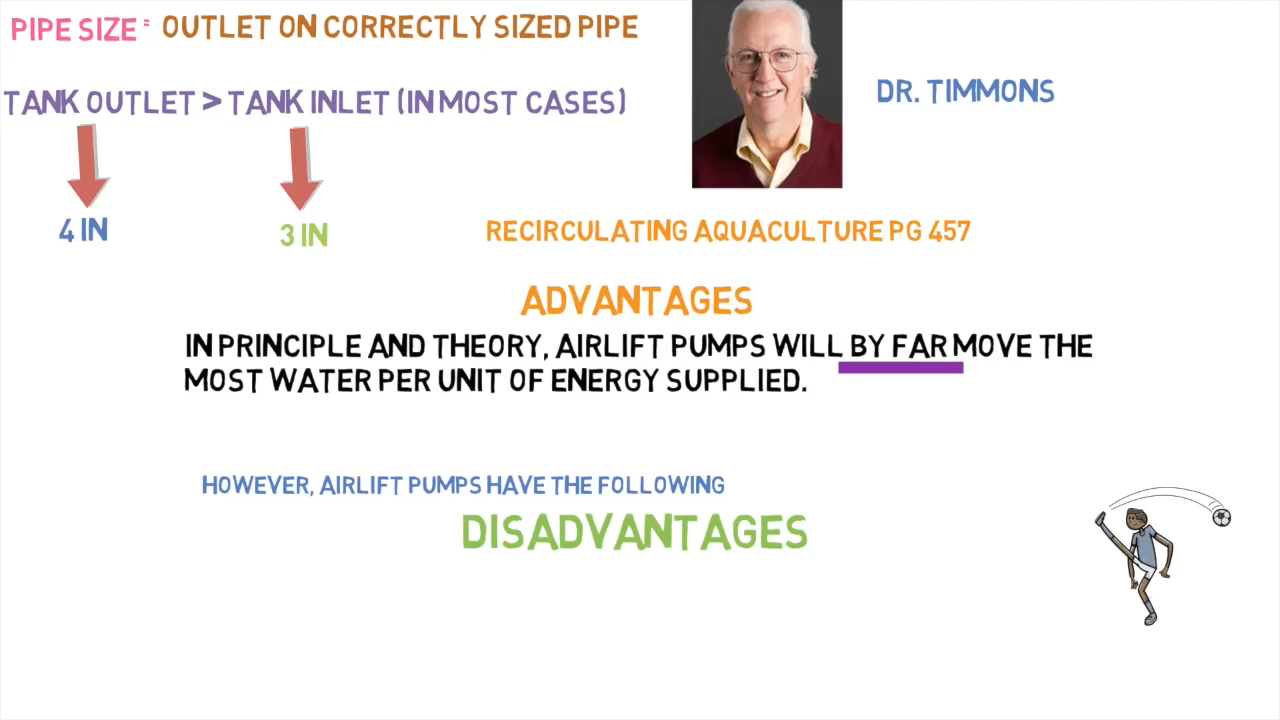 PIPE SIZE = OUTLET ON CORRECTLY SIZED PIPE
TANK OUTLET > TANK INLET (IN MOST CASES)
DR. TIMMONS
4 IN
3 IN
RECIRCULATING AQUACULTURE PG 457
ADVANTAGES
IN PRINCIPLE AND THEORY, AIRLIFT PUMPS WILL BY FAR MOVE THE
MOST WATER PER UNIT OF ENERGY SUPPLIED.
HOWEVER, AIRLIFT PUMPS HAVE THE FOLLOWING
DISADVANTAGES